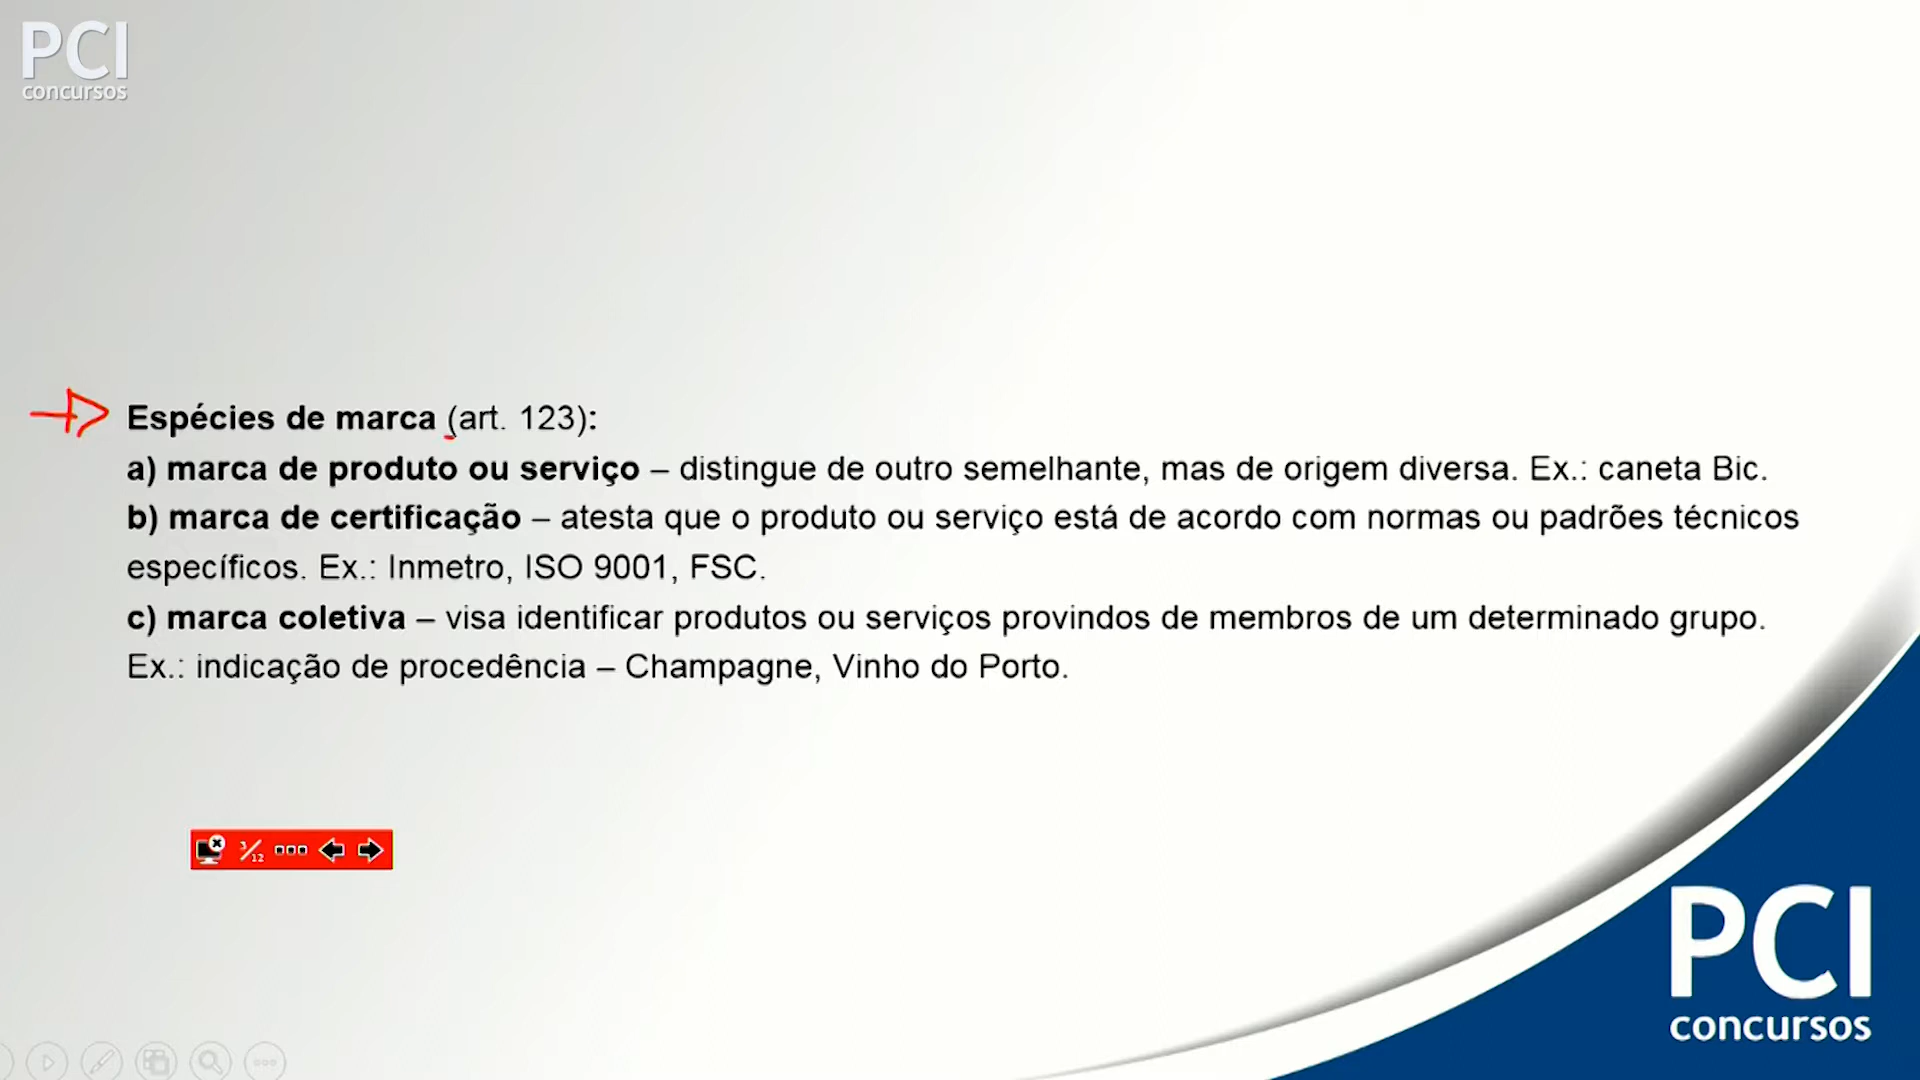 PCI
concursos
Espécies de marca (art. 123):
a) marca de produto ou serviço – distingue de outro semelhante, mas de origem diversa. Ex.: caneta Bic.
b) marca de certificação – atesta que o produto ou serviço está de acordo com normas ou padrões técnicos
específicos. Ex.: Inmetro, ISO 9001, FSC.
c) marca coletiva – visa identificar produtos ou serviços provindos de membros de um determinado grupo.
Ex.: indicação de procedência – Champagne, Vinho do Porto.
3/12
PCI
concursos